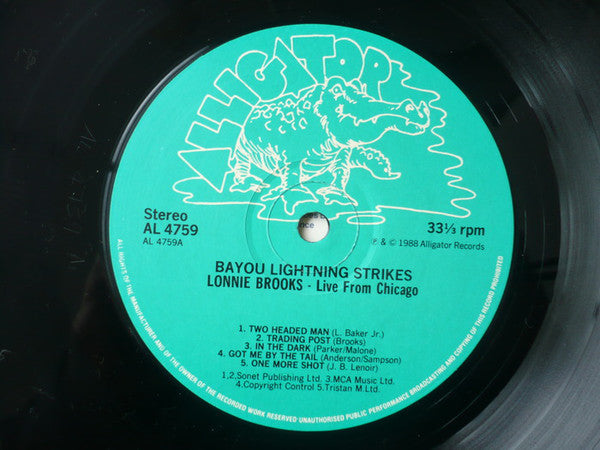 ALLIGATOR
Stereo
AL 4759
AL 4759A
33⅓ rpm
℗ & © 1988 Alligator Records
BAYOU LIGHTNING STRIKES
LONNIE BROOKS - Live From Chicago
1. TWO HEADED MAN (L. Baker Jr.)
2. TRADING POST (Brooks)
3. IN THE DARK (Parker/Malone)
4. GOT ME BY THE TAIL (Anderson/Sampson)
5. ONE MORE SHOT (J. B. Lenoir)
1,2.Sonet Publishing Ltd. 3.MCA Music Ltd.
4.Copyright Control 5.Tristan M.Ltd.
ALL RIGHTS OF THE MANUFACTURER AND OF THE OWNER OF THE RECORDED WORK RESERVED·UNAUTHORISED PUBLIC PERFORMANCE BROADCASTING AND COPYING OF THIS RECORD PROHIBITED